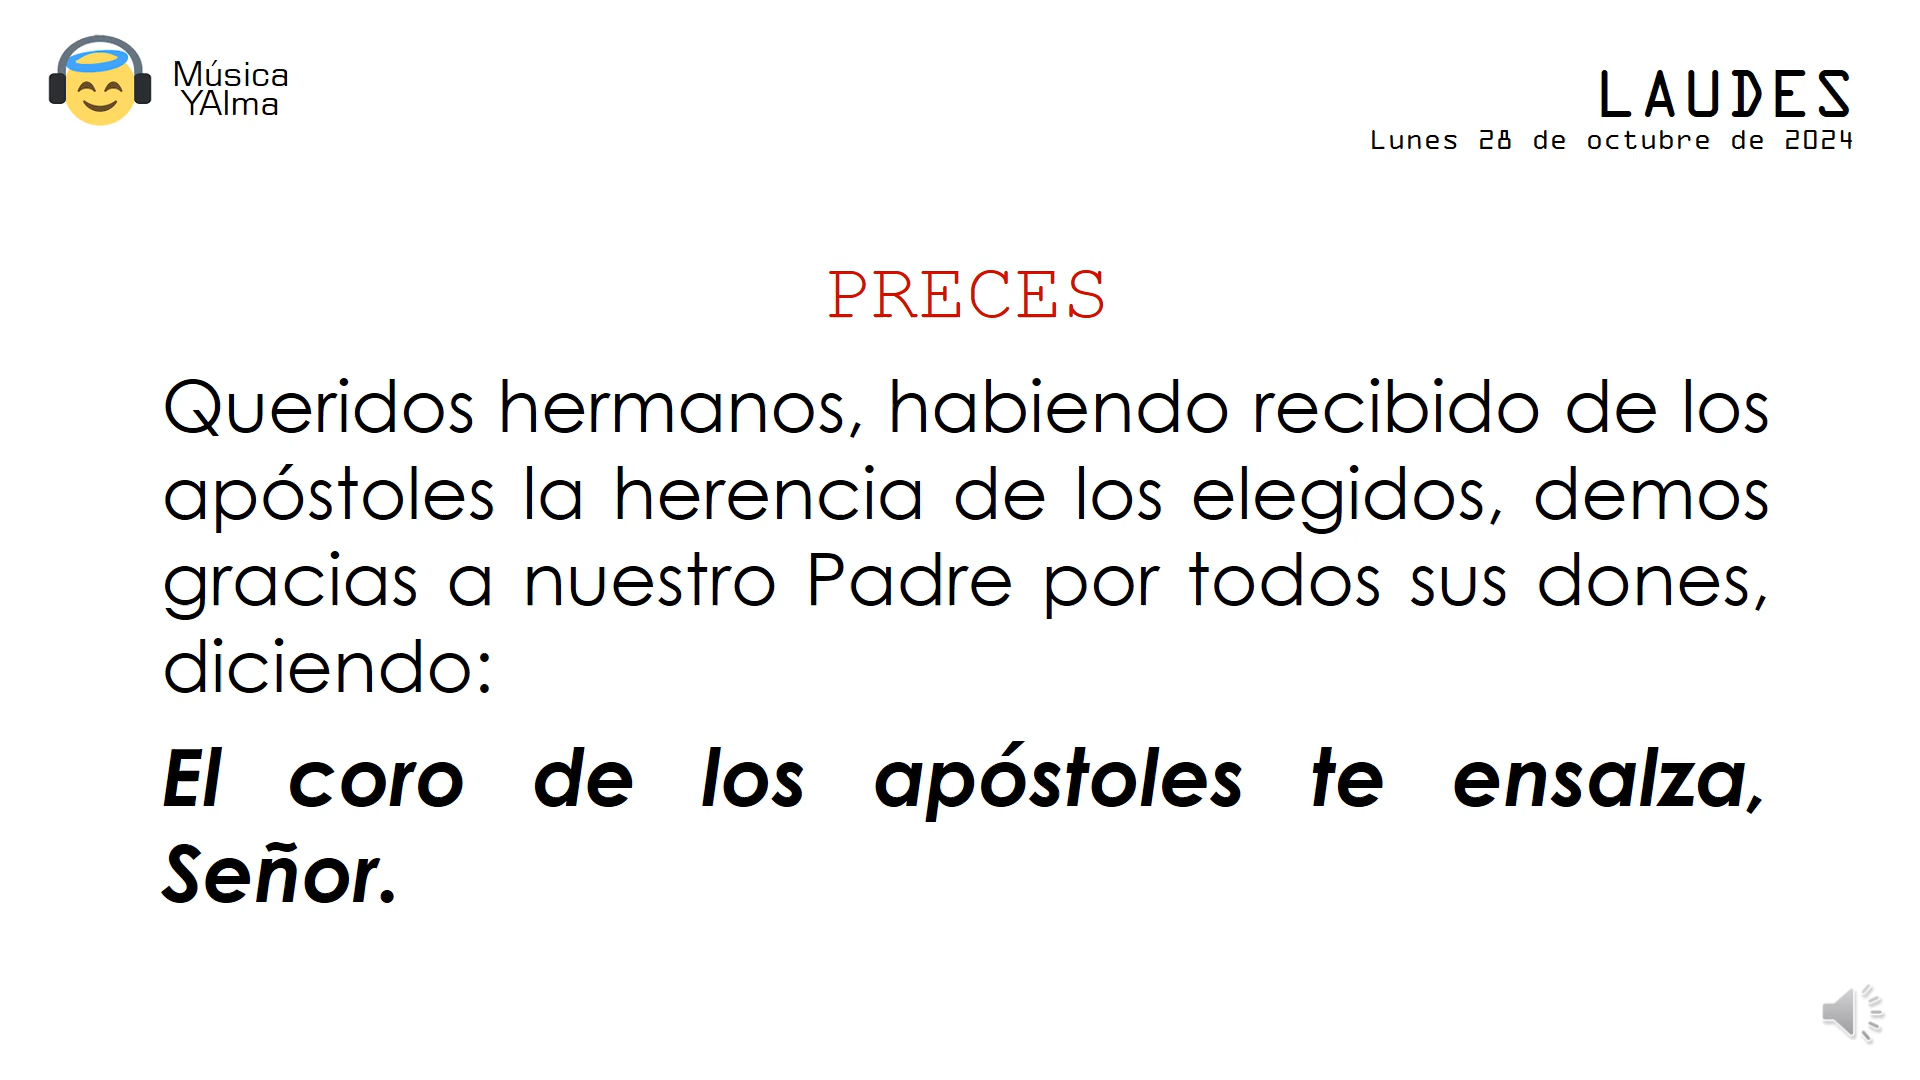 Música
YAlma
LAUDES
Lunes 28 de octubre de 2024
PRECES
Queridos hermanos, habiendo recibido de los
apóstoles la herencia de los elegidos, demos
gracias a nuestro Padre por todos sus dones,
diciendo:
El coro de los apóstoles te ensalza,
Señor.